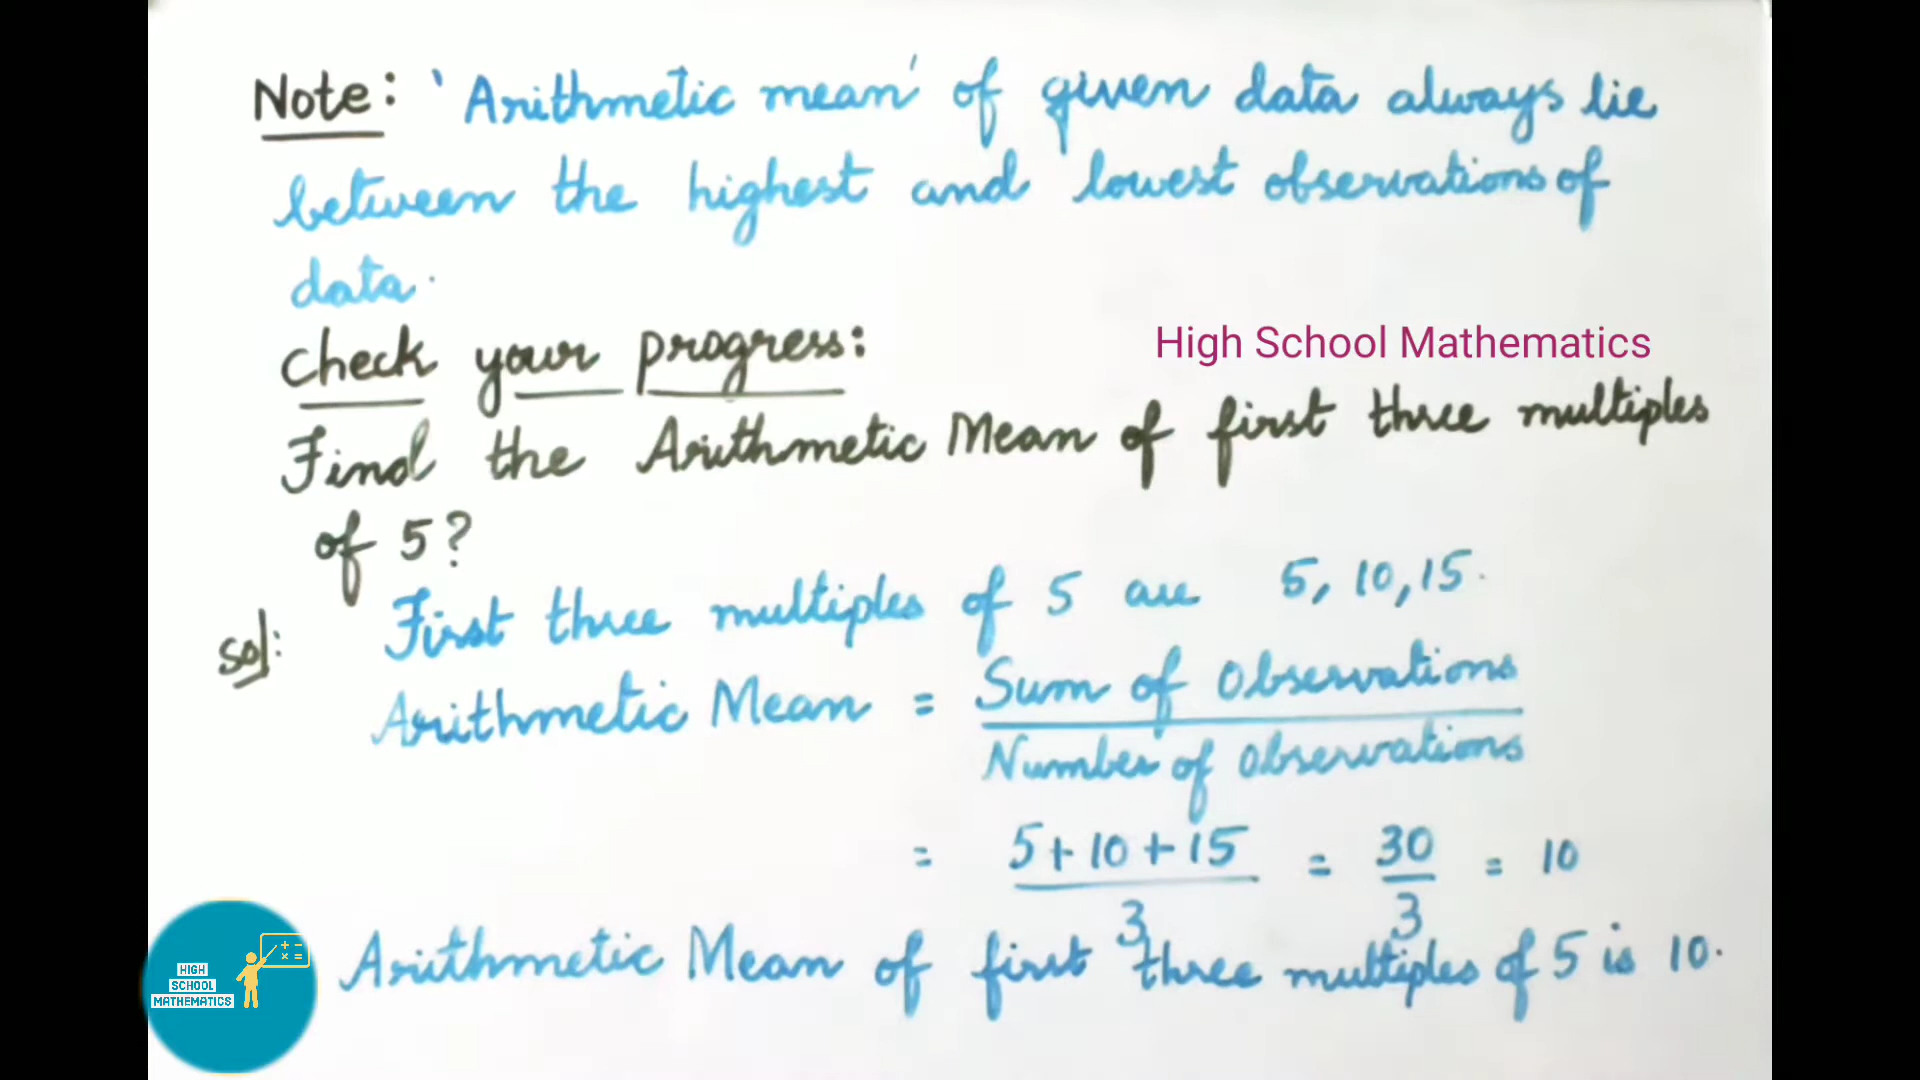 Note: 'Arithmetic mean' of given data always lie
between the highest and lowest observations of
data.
Check your progress:
High School Mathematics
Find the Arithmetic Mean of first three multiples
of 5?
Sol: First three multiples of 5 are 5, 10, 15.
Arithmetic Mean = Sum of Observations
Number of Observations
= 5+10+15 = 30 = 10
3 3
Arithmetic Mean of first three multiples of 5 is 10.
HIGH
SCHOOL
MATHEMATICS
+ -
× =